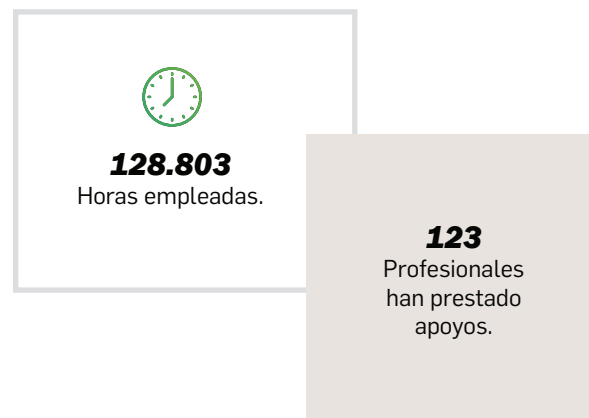 128.803
Horas empleadas.
123
Profesionales
han prestado
apoyos.